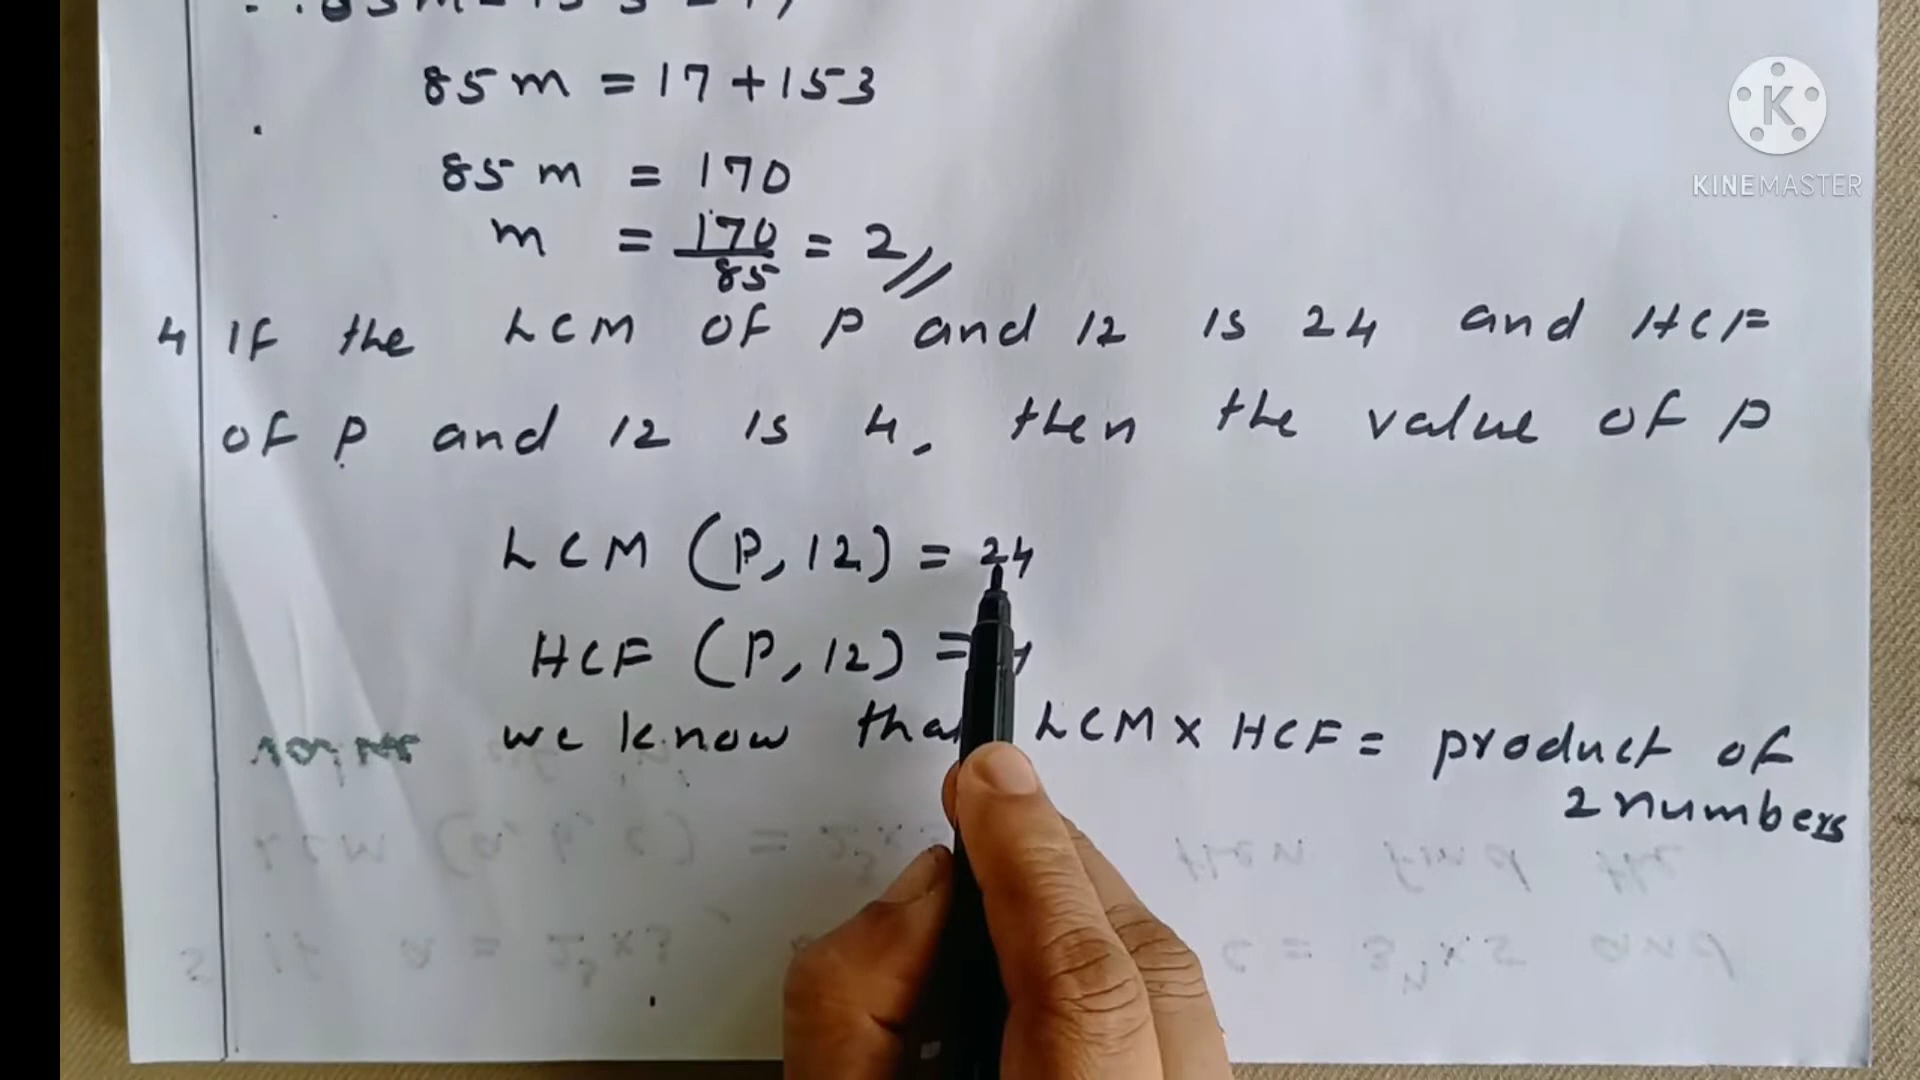 85m = 17 + 153
85m = 170
m = 170/85 = 2//
4 If the LCM of P and 12 is 24 and HCF
of P and 12 is 4, then the value of P
LCM (P, 12) = 24
HCF (P, 12) =
we know that LCM x HCF = product of
2 numbers
KINEMASTER